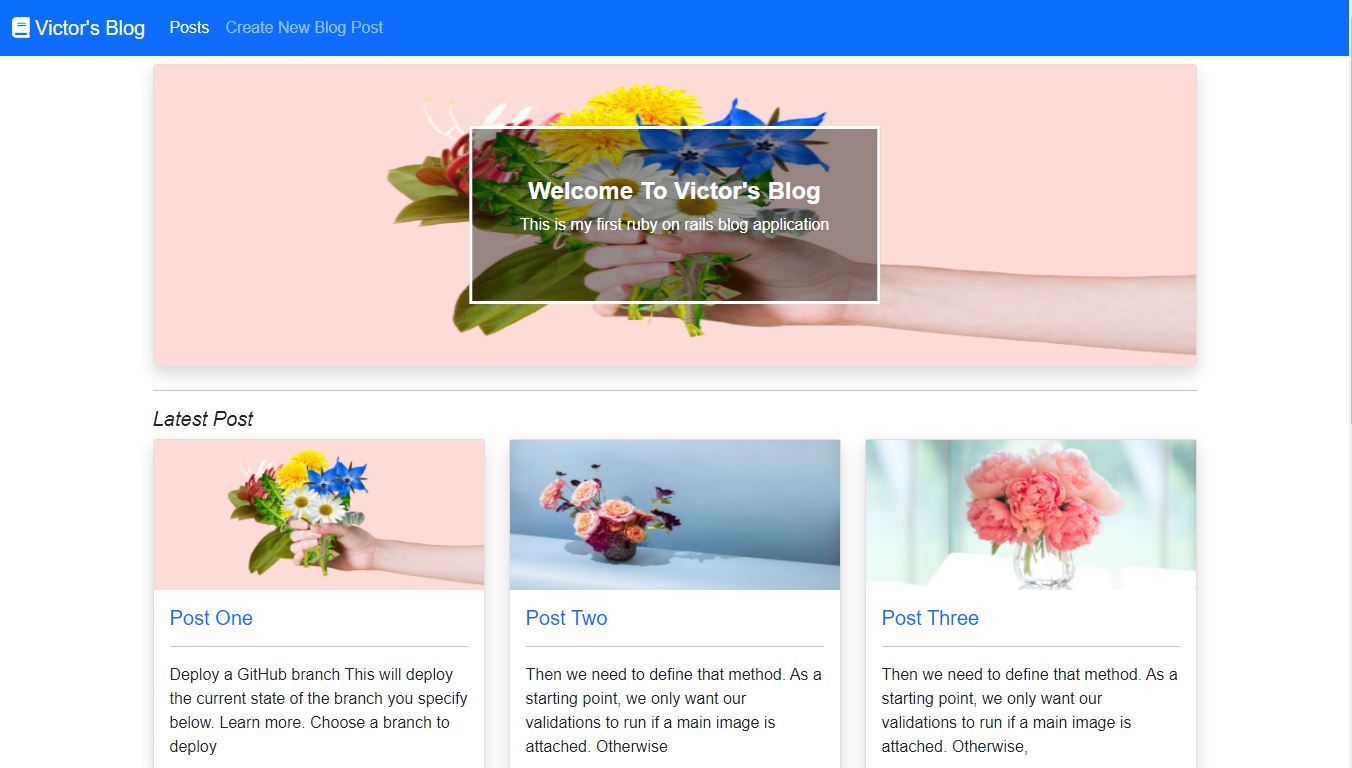 Victor's Blog Posts Create New Blog Post
Welcome To Victor's Blog
This is my first ruby on rails blog application
Latest Post
Post One
Deploy a GitHub branch This will deploy
the current state of the branch you specify
below. Learn more. Choose a branch to
deploy
Post Two
Then we need to define that method. As a
starting point, we only want our
validations to run if a main image is
attached. Otherwise
Post Three
Then we need to define that method. As a
starting point, we only want our
validations to run if a main image is
attached. Otherwise,